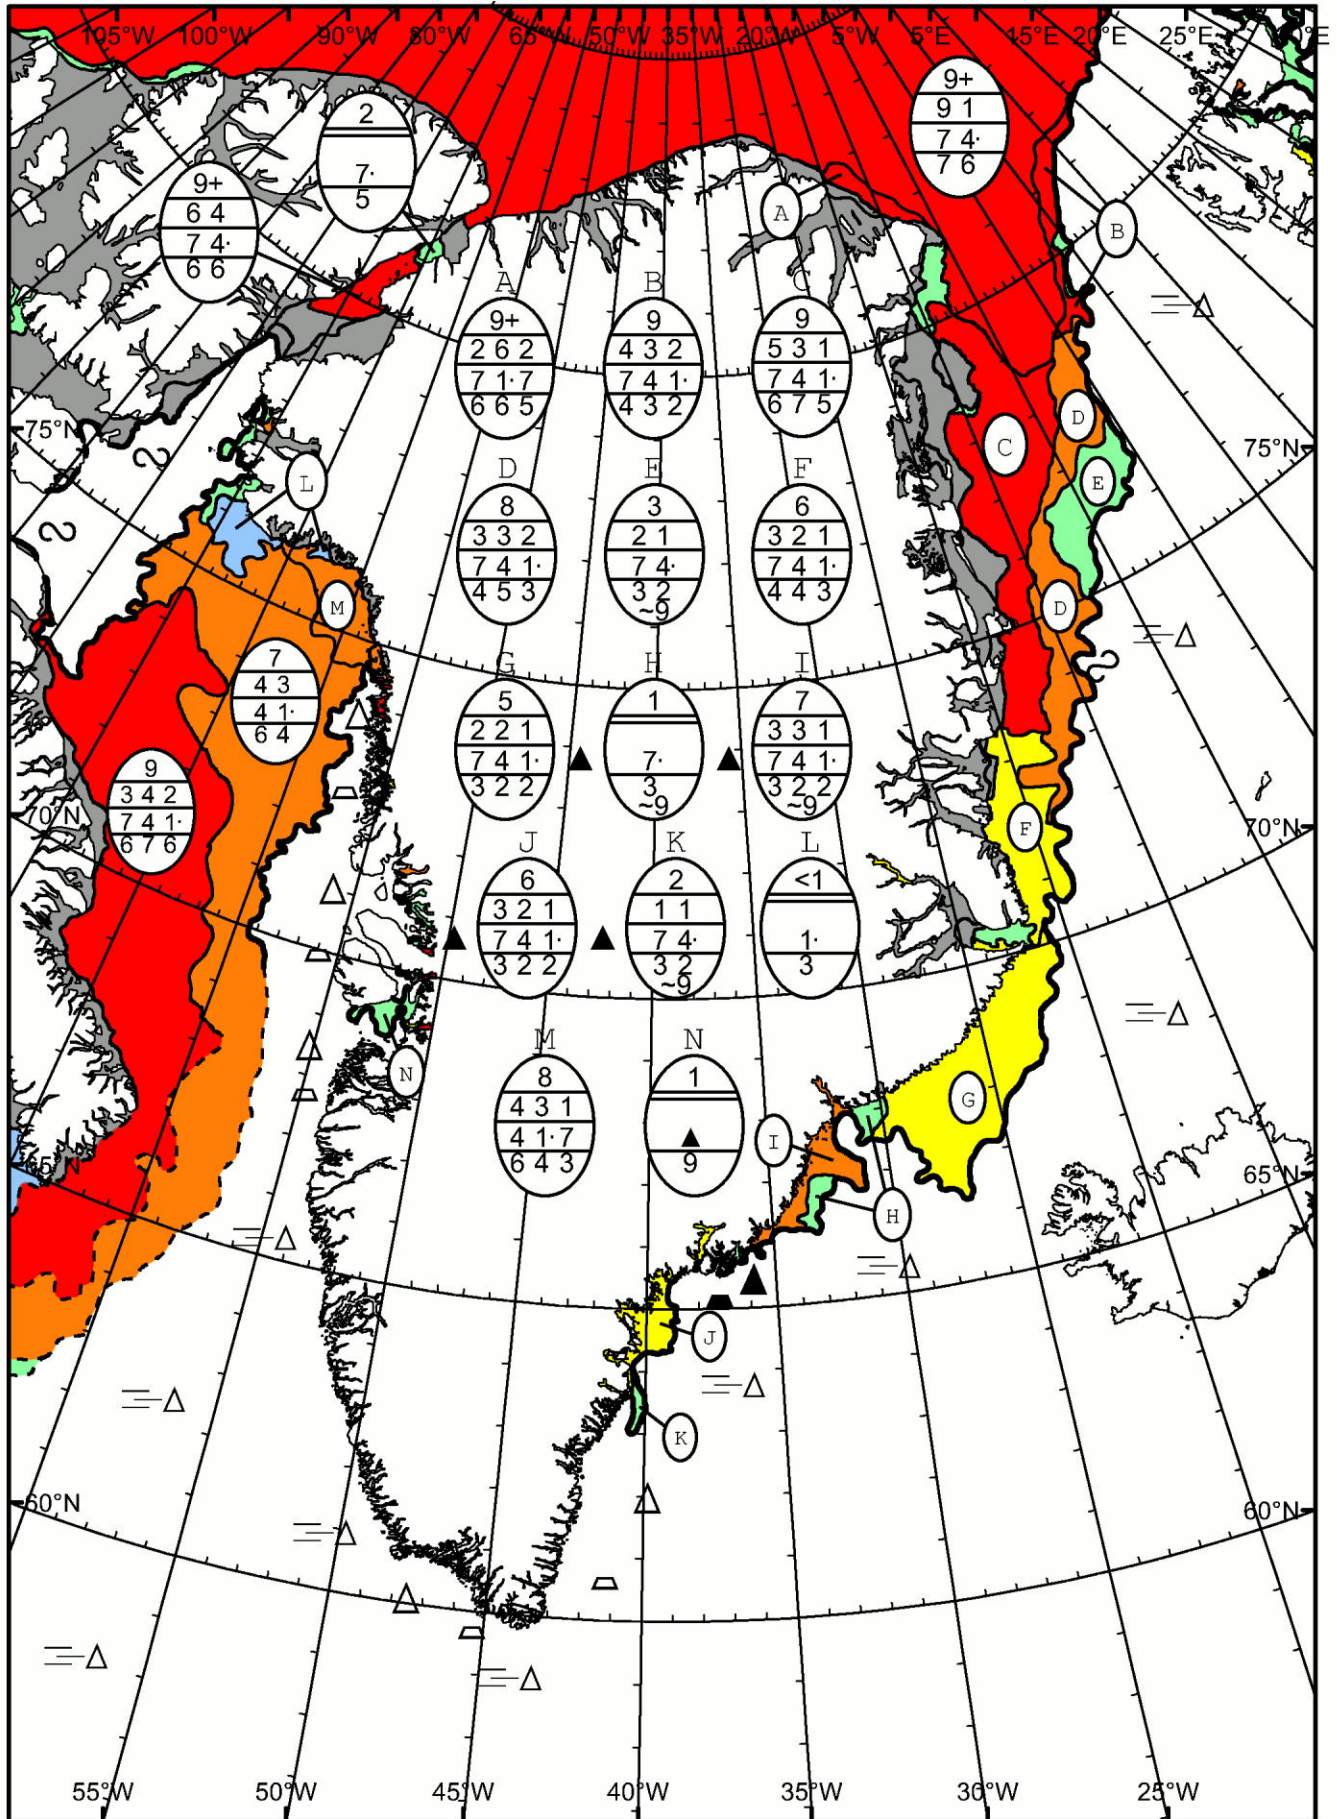 105°W 100°W 90°W 80°W 66°W 50°W 35°W 20°W 5°W 5°E 15°E 20°E 25°E
9+
9 1
7 4·
7 6
2
7·
5
9+
6 4
7 4·
6 6
A
B
A B C
9+ 9 9
2 6 2 4 3 2 5 3 1
7 1·7 7 4 1· 7 4 1·
6 6 5 4 3 2 6 7 5
75°N
75°N
D
C
E
L
D E F
8 3 6
3 3 2 2 1 3 2 1
7 4 1· 7 4· 7 4 1·
4 5 3 3 2 4 4 3
~9
M
D
G H I
5 1 7
2 2 1 3 3 1
7 4 1· 7· 7 4 1·
3 2 2 3 3 2 2
~9 ~9
7
4 3
4 1·
6 4
9
3 4 2
7 4 1·
6 7 6
70°N
70°N
F
J K L
6 2 <1
3 2 1 1 1
7 4 1· 7 4· 1·
3 2 2 3 2 3
~9
M N
8 1
4 3 1
4 1·7
6 4 3 9
N
G
I
H
65°N
65°N
J
K
60°N
60°N
55°W 50°W 45°W 40°W 35°W 30°W 25°W